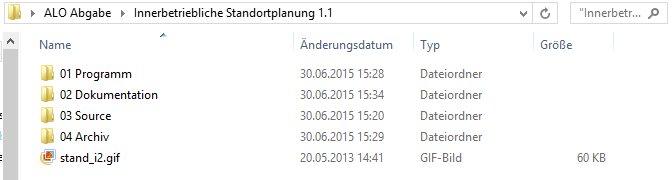 ALO Abgabe Innerbetriebliche Standortplanung 1.1 "Innerbetr...
Name Änderungsdatum Typ Größe
01 Programm 30.06.2015 15:28 Dateiordner
02 Dokumentation 30.06.2015 15:34 Dateiordner
03 Source 30.06.2015 15:20 Dateiordner
04 Archiv 30.06.2015 15:29 Dateiordner
stand_i2.gif 20.05.2013 14:41 GIF-Bild 60 KB